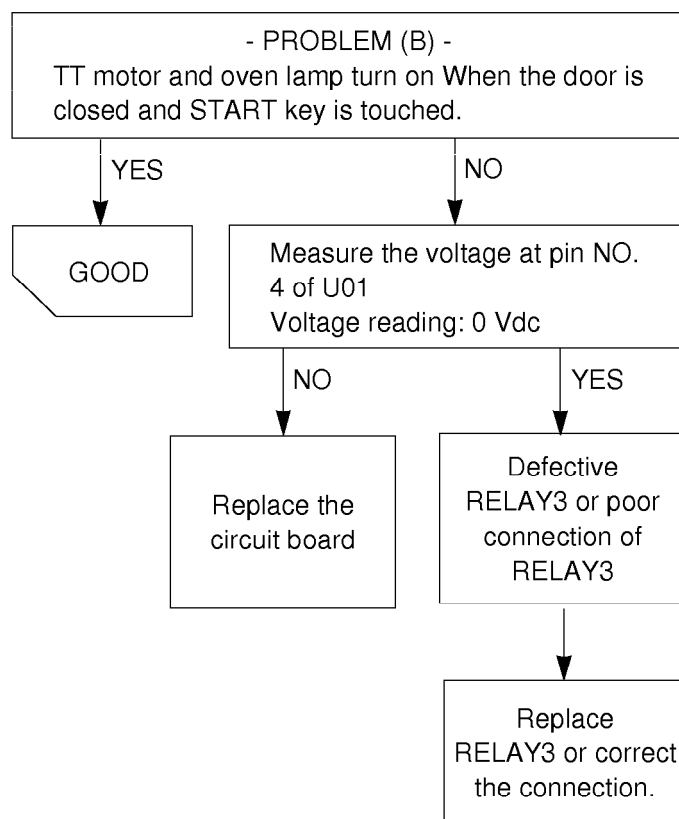 - PROBLEM (B) -
TT motor and oven lamp turn on When the door is
closed and START key is touched.
YES
NO
GOOD
Measure the voltage at pin NO.
4 of U01
Voltage reading: 0 Vdc
NO
YES
Replace the
circuit board
Defective
RELAY3 or poor
connection of
RELAY3
Replace
RELAY3 or correct
the connection.